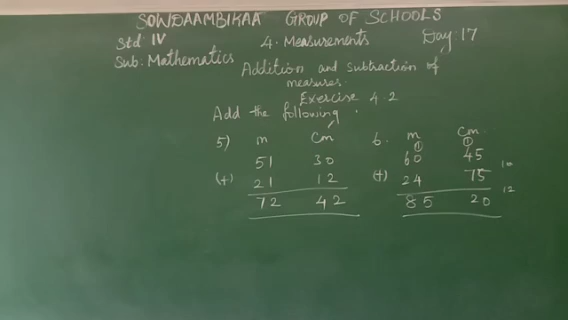 SOWDAAMBIKAA GROUP OF SCHOOLS
Std IV 4. Measurements Day: 17
Sub: Mathematics
Addition and subtraction of
measures.
Exercise 4.2
Add the following.
5) m cm 6. m cm
① ①
51 30 60 45
10
(+) 21 12 (+) 24 75
12
72 42 85 20